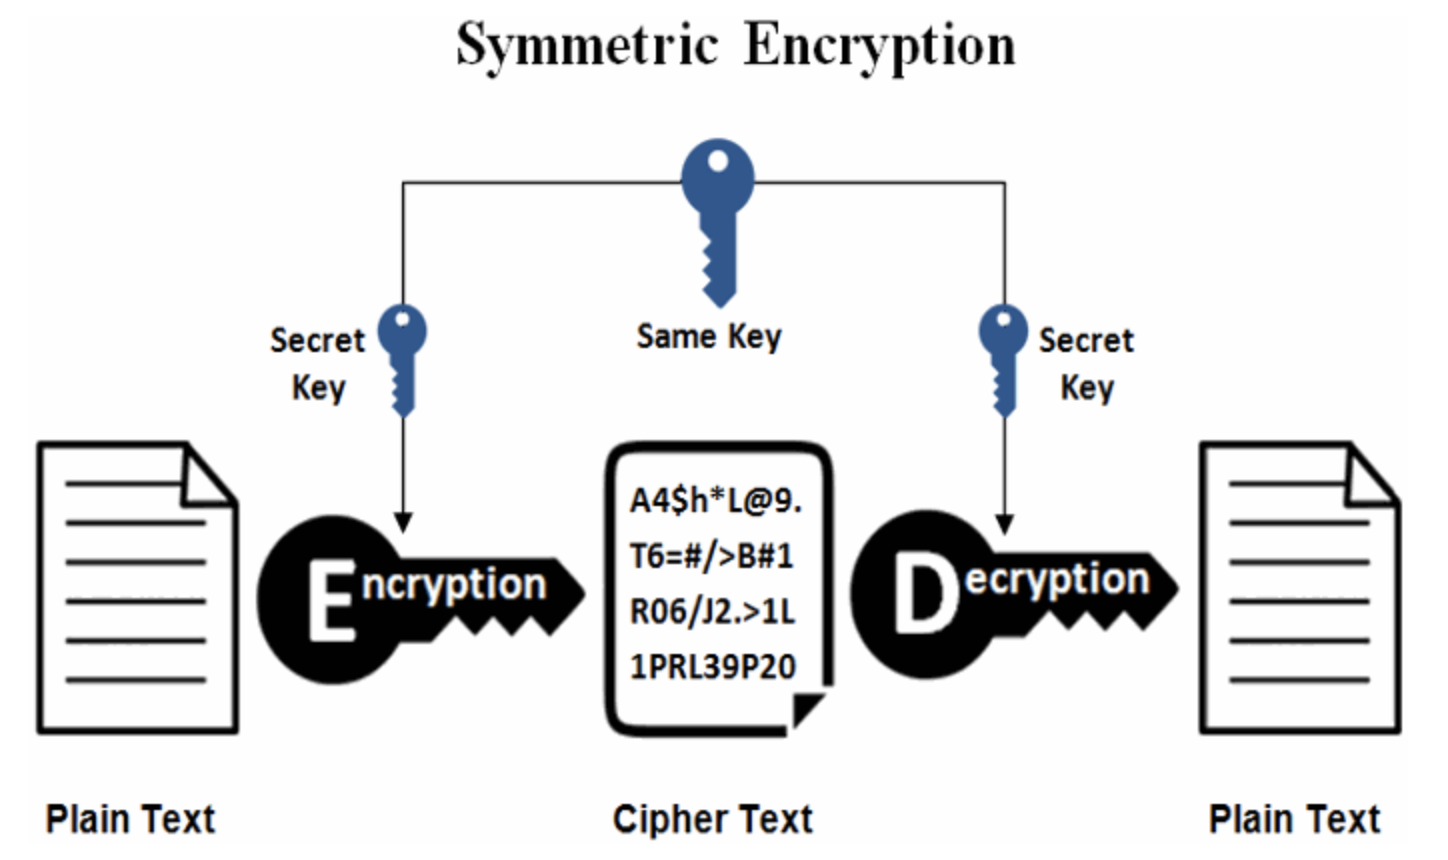 Symmetric Encryption
Same Key
Secret
Key
Secret
Key
Encryption
A4$h*L@9.
T6=#/>B#1
R06/J2.>1L
1PRL39P20
Decryption
Plain Text
Cipher Text
Plain Text